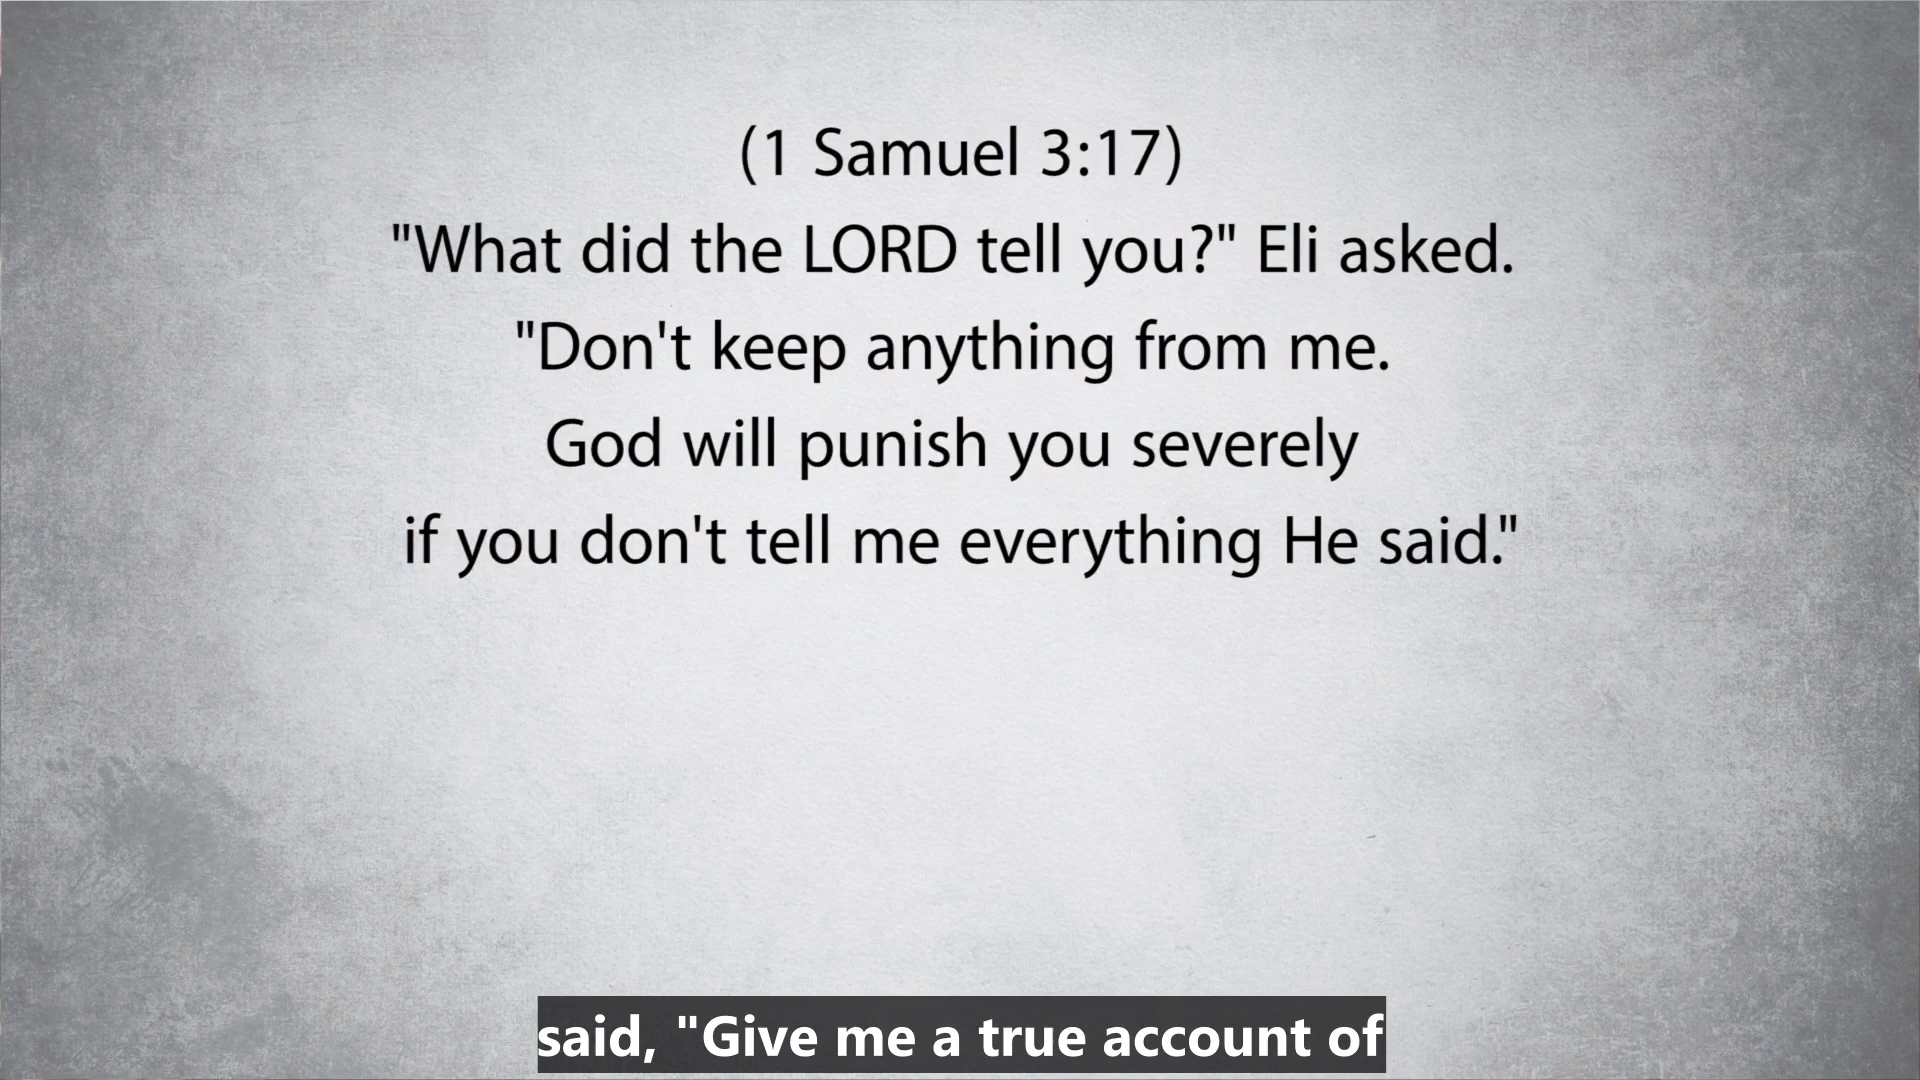 (1 Samuel 3:17)
"What did the LORD tell you?" Eli asked.
"Don't keep anything from me.
God will punish you severely
if you don't tell me everything He said."
said, "Give me a true account of